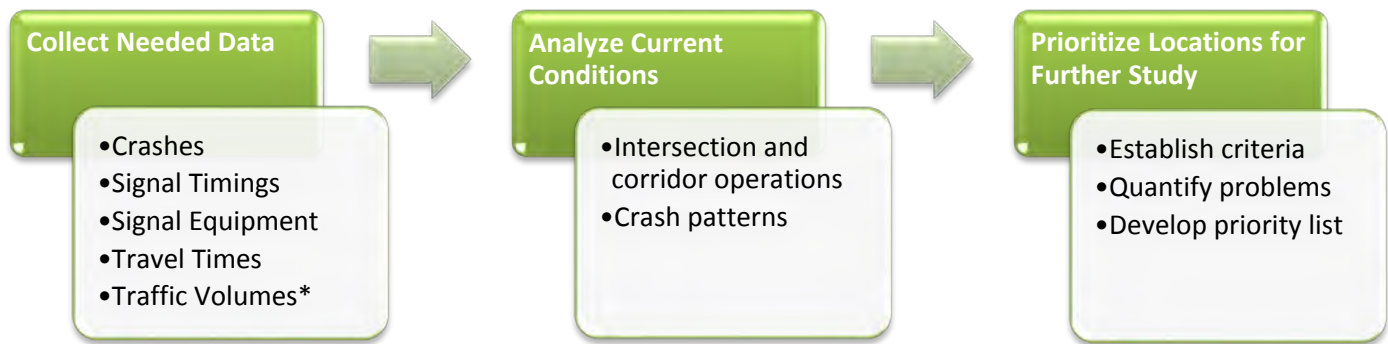 Collect Needed Data
•Crashes
•Signal Timings
•Signal Equipment
•Travel Times
•Traffic Volumes*
Analyze Current
Conditions
•Intersection and
corridor operations
•Crash patterns
Prioritize Locations for
Further Study
•Establish criteria
•Quantify problems
•Develop priority list